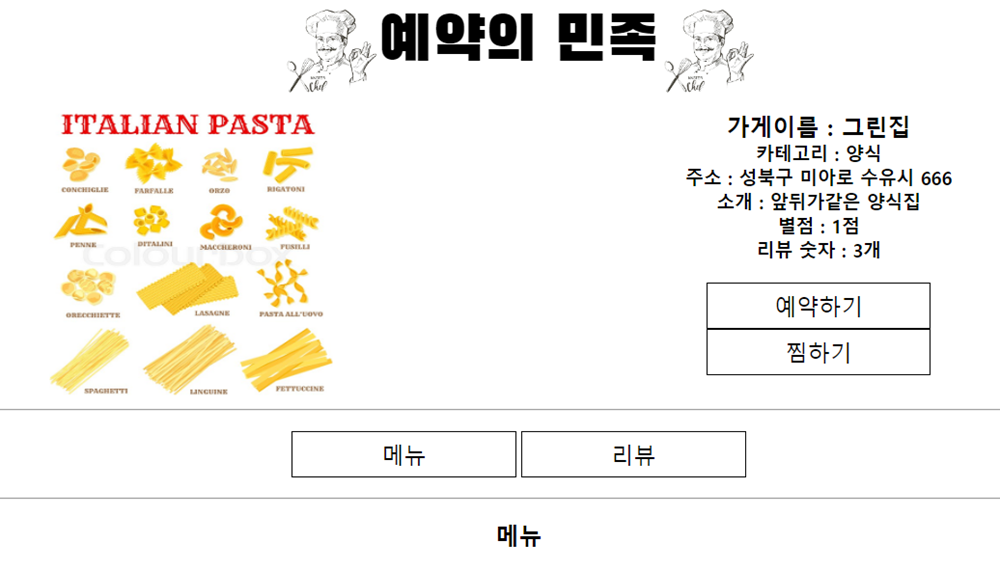 예약의 민족
Chef
Chef
ITALIAN PASTA
CONCHIGLIE FARFALLE ORZO RIGATONI
PENNE DITALINI MACCHERONI FUSILLI
colourbox
ORECCHIETTE LASAGNE PASTA ALL'UOVO
SPAGHETTI LINGUINE FETTUCCINE
가게이름 : 그린집
카테고리 : 양식
주소 : 성북구 미아로 수유시 666
소개 : 앞뒤가같은 양식집
별점 : 1점
리뷰 숫자 : 3개
예약하기
찜하기
메뉴 리뷰
메뉴